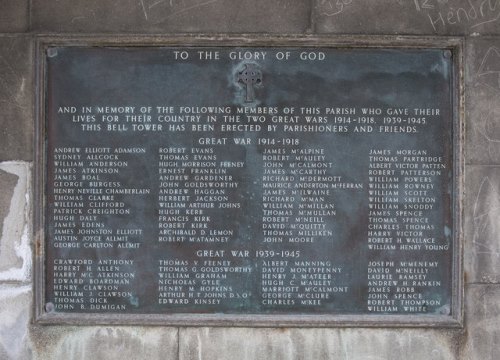 TO THE GLORY OF GOD
AND IN MEMORY OF THE FOLLOWING MEMBERS OF THIS PARISH WHO GAVE THEIR
LIVES FOR THEIR COUNTRY IN THE TWO GREAT WARS 1914-1918. 1939-1945.
THIS BELL TOWER HAS BEEN ERECTED BY PARISHIONERS AND FRIENDS.
GREAT WAR 1914-1918
ANDREW ELLIOTT ADAMSON
SYDNEY ALLCOCK
WILLIAM ANDERSON
JAMES ATKINSON
JAMES BOAL
GEORGE BURGESS
HENRY NEVILLE CHAMBERLAIN
THOMAS CLARKE
WILLIAM CLIFFORD
PATRICK CREIGHTON
HUGH DALY
JAMES EDENS
JAMES JOHNSTON ELLIOTT
AUSTIN JOYCE ALIMIT
GEORGE CARLTON ALIMIT
ROBERT EVANS
THOMAS EVANS
HUGH MORRISON FEENEY
ERNEST FRANKLIN
ANDREW GARDNER
JOHN GOLDSWORTHY
ANDREW HAGGAN
HERBERT JACKSON
WILLIAM ARTHUR JOHNS
HUGH KERR
FRANCIS KIRK
ROBERT KIRK
ARCHIBALD LEMON
ROBERT McATAMNEY
JAMES McALPINE
ROBERT McAULEY
JOHN McCALMONT
JAMES McCARTHY
RICHARD McDERMOTT
MAURICE ANDERTON McFERRAN
JAMES McILWAINE
RICHARD McMAN
WILLIAM McMILLAN
THOMAS McMULLAN
ROBERT McNEILL
DAVID McQUITTY
THOMAS MILLIKEN
JOHN MOORE
JAMES MORGAN
THOMAS PARTRIDGE
ALBERT VICTOR PATTEN
ROBERT PATTERSON
WILLIAM POWERS
WILLIAM ROWNEY
WILLIAM SCOTT
WILLIAM SKELTON
WILLIAM SNODDY
JAMES SPENCE
THOMAS SPENCE
CHARLES THOMAS
HARRY VICTOR
ROBERT H. WALLACE
WILLIAM HENRY YOUNG
GREAT WAR 1939-1945
CRAWFORD ANTHONY
ROBERT H. ALLEN
HARRY McC. ATKINSON
EDWARD BOARDMAN
HENRY CLAWSON
WILLIAM J. CLAWSON
THOMAS DICK
JOHN B. DUMIGAN
THOMAS V. FEENEY
THOMAS G. GOLDSWORTHY
WILLIAM GRAHAM
NICHOLAS GYLE
HENRY M. HOPKINS
ARTHUR H.T. JOHNS D.S.O.
EDWARD KINSEY
ALBERT MANNING
DAVID MONEYPENNY
HENRY J. McATEER
HUGH C. McAULEY
MARRIOTT McCALMONT
GEORGE McCLURE
CHARLES McKEE
JOSEPH McMENEMY
DAVID McNEILLY
LAURIE RAMSEY
ANDREW H. RANKIN
JAMES ROBB
JOHN SPENCE
ROBERT THOMPSON
WILLIAM WHITE